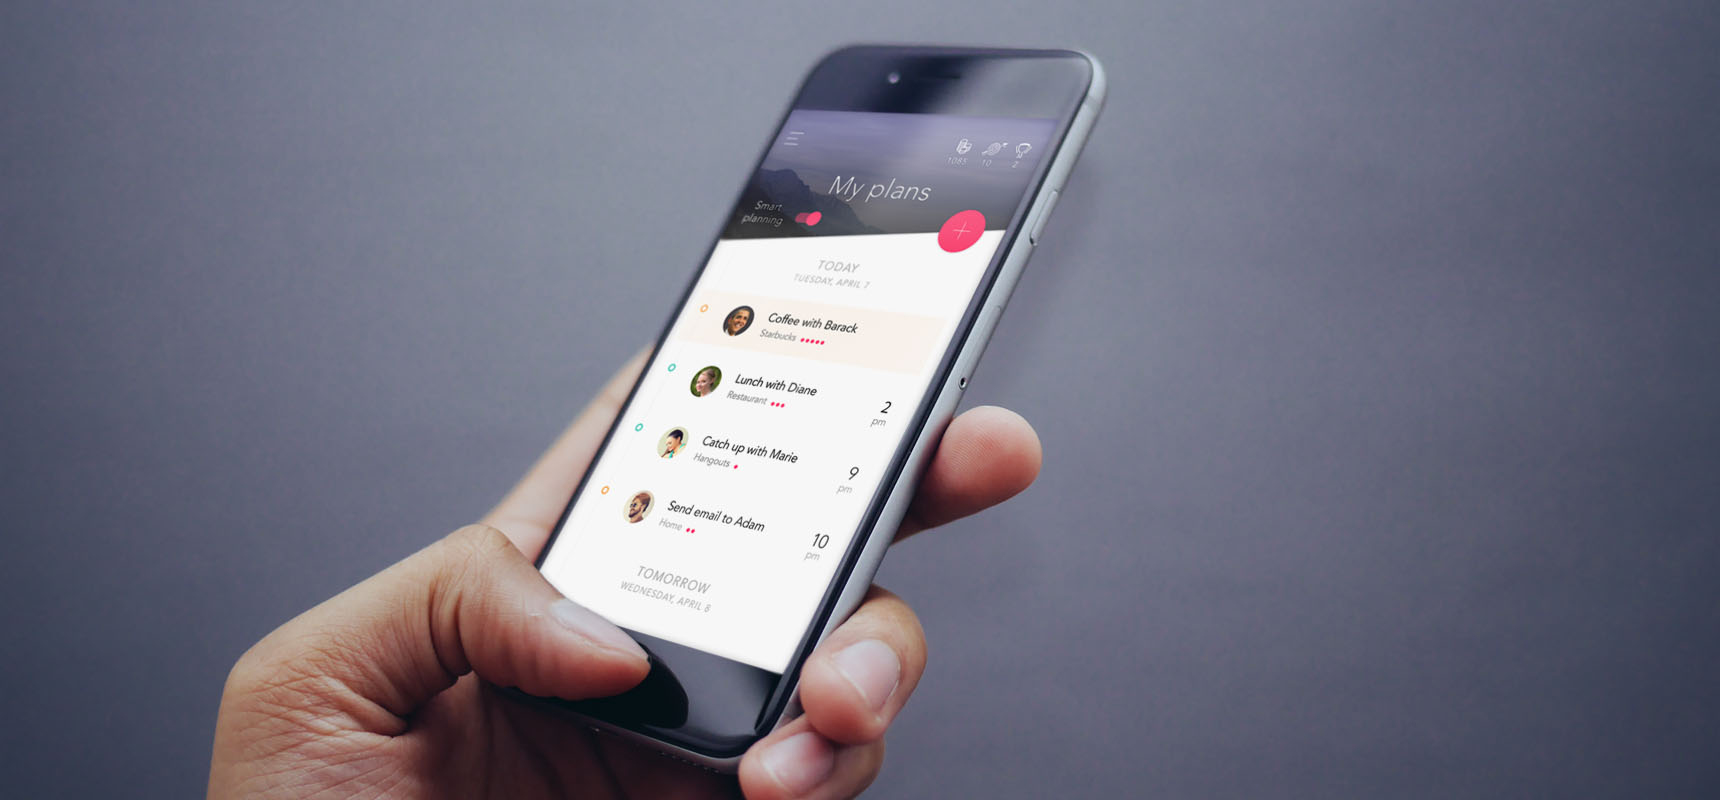 1085 10 2
My plans
Smart
planning
TODAY
TUESDAY, APRIL 7
Coffee with Barack
Starbucks
Lunch with Diane
Restaurant
2
pm
Catch up with Marie
Hangouts
9
pm
Send email to Adam
Home
10
pm
TOMORROW
WEDNESDAY, APRIL 8